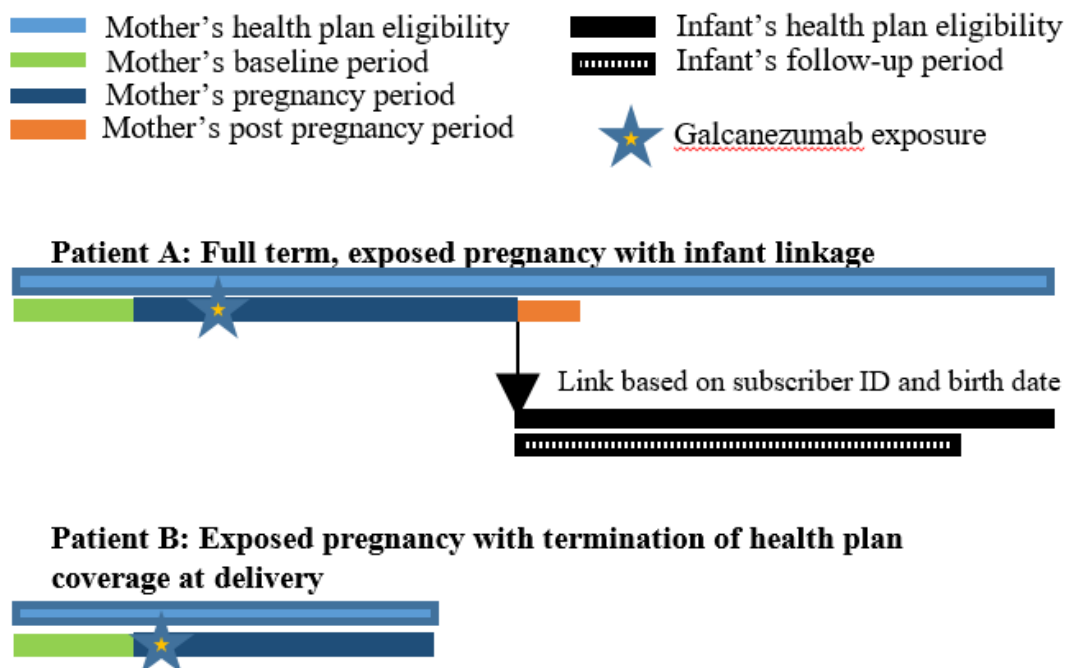 Mother's health plan eligibility
Mother's baseline period
Mother's pregnancy period
Mother's post pregnancy period
Infant's health plan eligibility
Infant's follow-up period
Galcanezumab exposure
Patient A: Full term, exposed pregnancy with infant linkage
Link based on subscriber ID and birth date
Patient B: Exposed pregnancy with termination of health plan
coverage at delivery